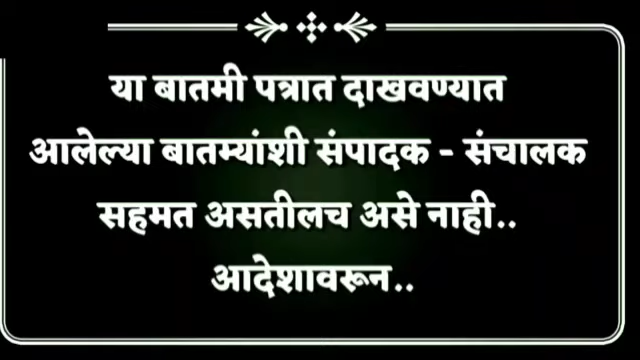 या बातमी पत्रात दाखवण्यात
आलेल्या बातम्यांशी संपादक - संचालक
सहमत असतीलच असे नाही..
आदेशावरून..